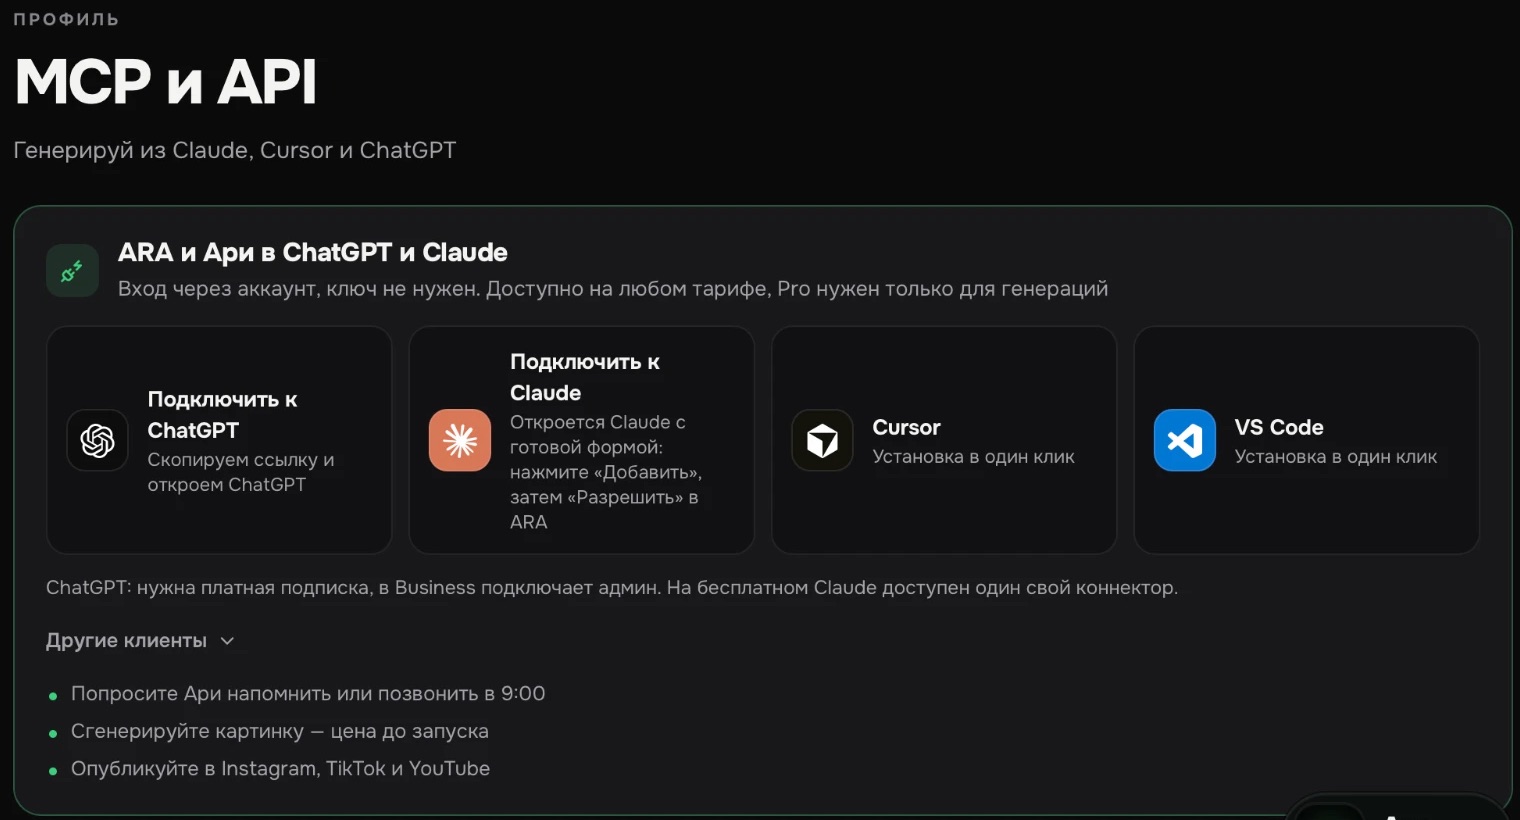 ПРОФИЛЬ
MCP и API
Генерируй из Claude, Cursor и ChatGPT
ARA и Ари в ChatGPT и Claude
Вход через аккаунт, ключ не нужен. Доступно на любом тарифе, Pro нужен только для генераций
Подключить к
ChatGPT
Скопируем ссылку и
откроем ChatGPT
Подключить к
Claude
Откроется Claude с
готовой формой:
нажмите «Добавить»,
затем «Разрешить» в
ARA
Cursor
Установка в один клик
VS Code
Установка в один клик
ChatGPT: нужна платная подписка, в Business подключает админ. На бесплатном Claude доступен один свой коннектор.
Другие клиенты
Попросите Ари напомнить или позвонить в 9:00
Сгенерируйте картинку — цена до запуска
Опубликуйте в Instagram, TikTok и YouTube